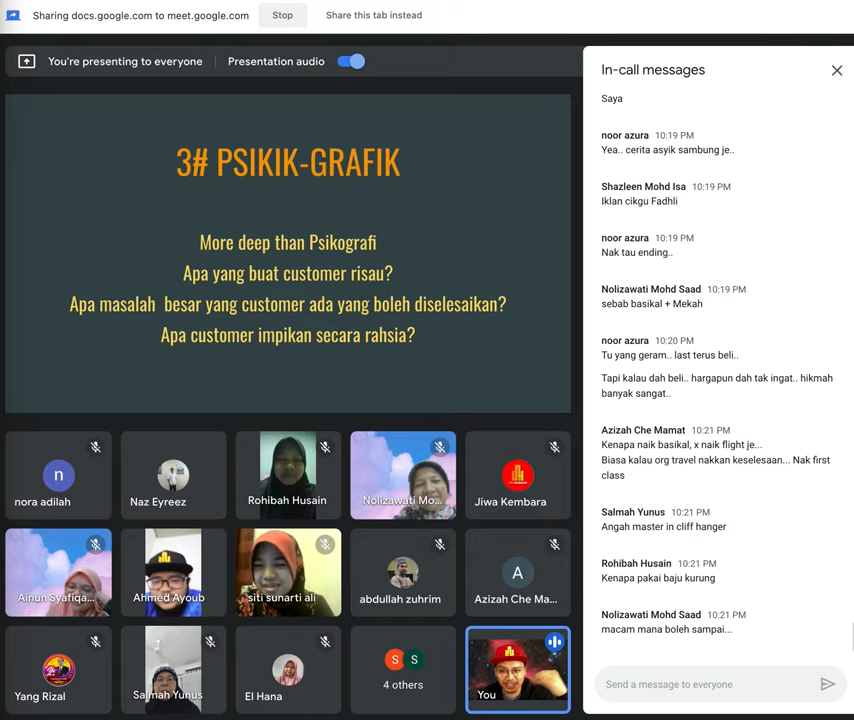 Sharing docs.google.com to meet.google.com
Stop
Share this tab instead
You're presenting to everyone
Presentation audio
3# PSIKIK-GRAFIK
More deep than Psikografi
Apa yang buat customer risau?
Apa masalah besar yang customer ada yang boleh diselesaikan?
Apa customer impikan secara rahsia?
n
nora adilah
Naz Eyreez
Rohibah Husain
Nolizawati Mo...
Jiwa Kembara
Ainun Syafiqa...
Ahmed Ayoub
siti sunarti ali
abdullah zuhrim
A
Azizah Che Ma...
Yang Rizal
Salmah Yunus
El Hana
S S
4 others
You
In-call messages
Saya
noor azura 10:19 PM
Yea.. cerita asyik sambung je..
Shazleen Mohd Isa 10:19 PM
Iklan cikgu Fadhli
noor azura 10:19 PM
Nak tau ending..
Nolizawati Mohd Saad 10:19 PM
sebab basikal + Mekah
noor azura 10:20 PM
Tu yang geram.. last terus beli..
Tapi kalau dah beli.. hargapun dah tak ingat.. hikmah
banyak sangat..
Azizah Che Mamat 10:21 PM
Kenapa naik basikal, x naik flight je...
Biasa kalau org travel nakkan keselesaan... Nak first
class
Salmah Yunus 10:21 PM
Angah master in cliff hanger
Rohibah Husain 10:21 PM
Kenapa pakai baju kurung
Nolizawati Mohd Saad 10:21 PM
macam mana boleh sampai...
Send a message to everyone